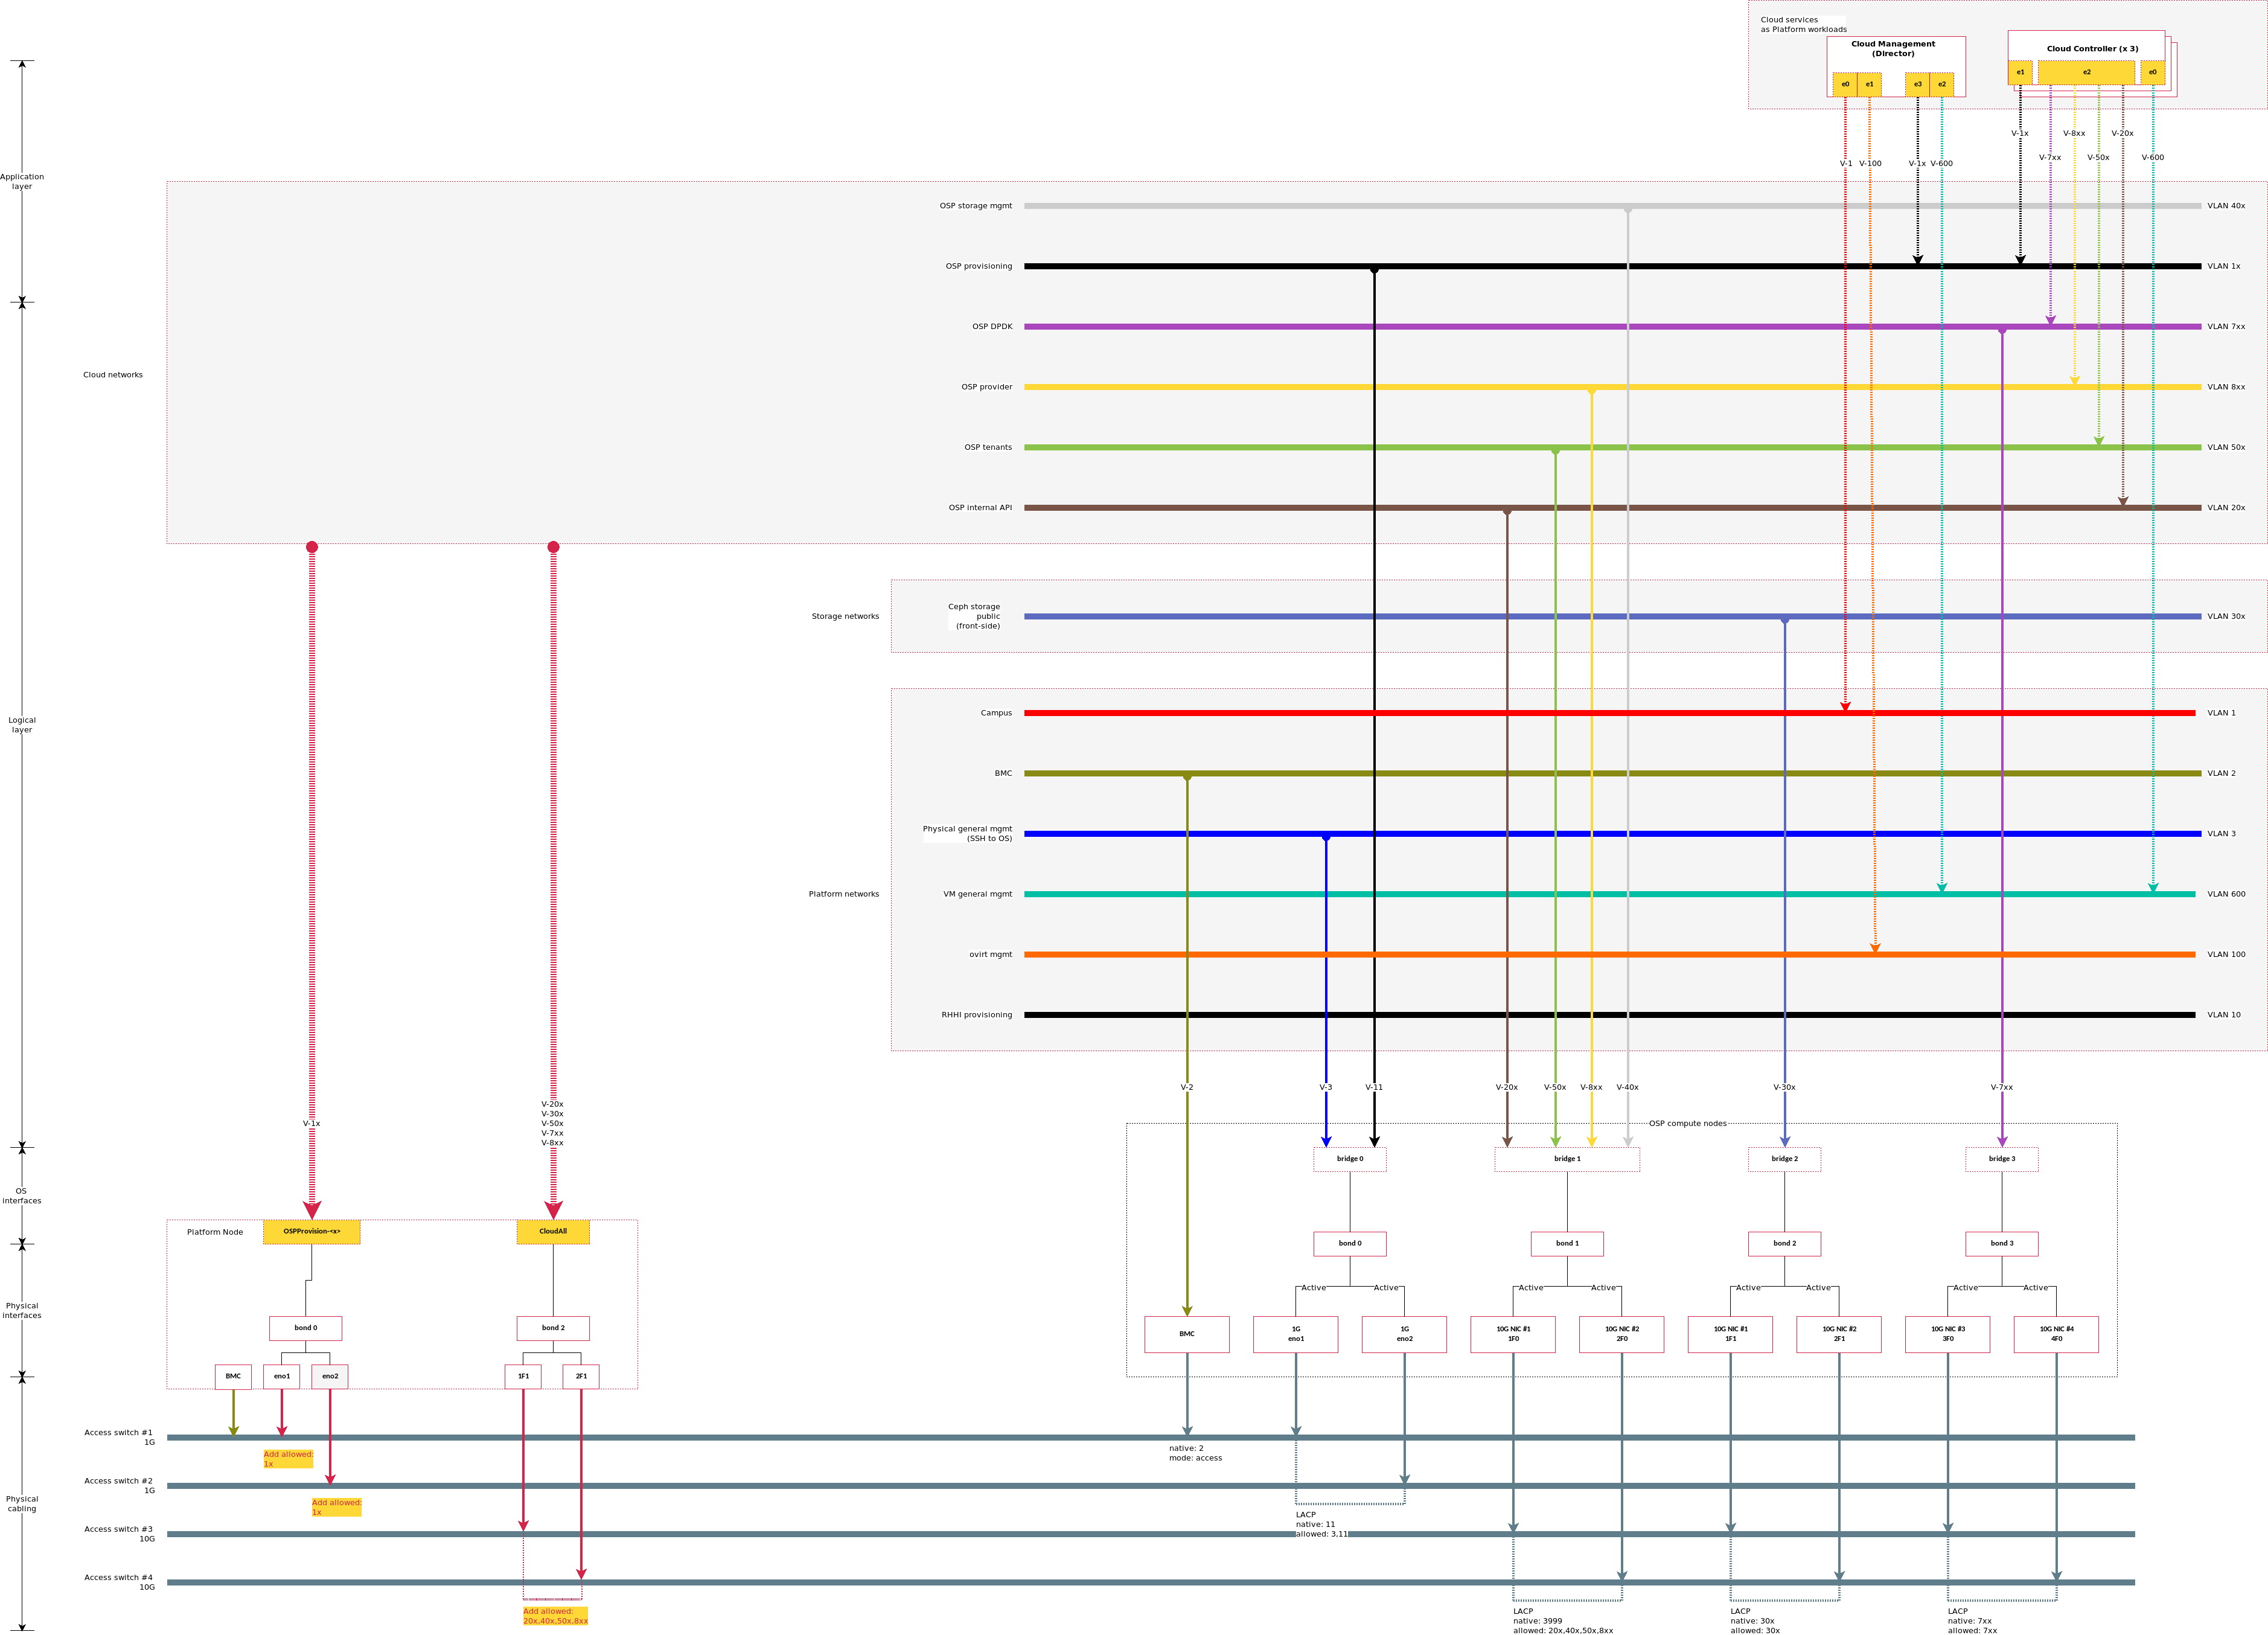 Cloud services
as Platform workloads
Cloud Management
(Director)
e0
e1
e3
e2
Cloud Controller (x 3)
e1
e2
e0
V-1
V-100
V-1x
V-600
V-1x
V-7xx
V-8xx
V-50x
V-20x
V-600
Application
layer
Cloud networks
OSP storage mgmt
VLAN 40x
OSP provisioning
VLAN 1x
OSP DPDK
VLAN 7xx
OSP provider
VLAN 8xx
OSP tenants
VLAN 50x
OSP internal API
VLAN 20x
Storage networks
Ceph storage
public
(front-side)
VLAN 30x
Logical
layer
Platform networks
Campus
VLAN 1
BMC
VLAN 2
Physical general mgmt
(SSH to OS)
VLAN 3
VM general mgmt
VLAN 600
ovirt mgmt
VLAN 100
RHHI provisioning
VLAN 10
V-1x
V-20x
V-30x
V-50x
V-7xx
V-8xx
V-2
V-3
V-11
V-20x
V-50x
V-8xx
V-40x
V-30x
V-7xx
OSP compute nodes
bridge 0
bridge 1
bridge 2
bridge 3
OS
interfaces
Platform Node
OSPProvision-<x>
CloudAll
bond 0
bond 1
bond 2
bond 3
Active
Active
Active
Active
Active
Active
Active
Active
Physical
interfaces
bond 0
bond 2
BMC
1G
eno1
1G
eno2
10G NIC #1
1F0
10G NIC #2
2F0
10G NIC #1
1F1
10G NIC #2
2F1
10G NIC #3
3F0
10G NIC #4
4F0
BMC
eno1
eno2
1F1
2F1
Physical
cabling
Access switch #1
1G
Add allowed:
1x
native: 2
mode: access
Access switch #2
1G
Add allowed:
1x
LACP
native: 11
allowed: 3,11
Access switch #3
10G
Access switch #4
10G
Add allowed:
20x,40x,50x,8xx
LACP
native: 3999
allowed: 20x,40x,50x,8xx
LACP
native: 30x
allowed: 30x
LACP
native: 7xx
allowed: 7xx